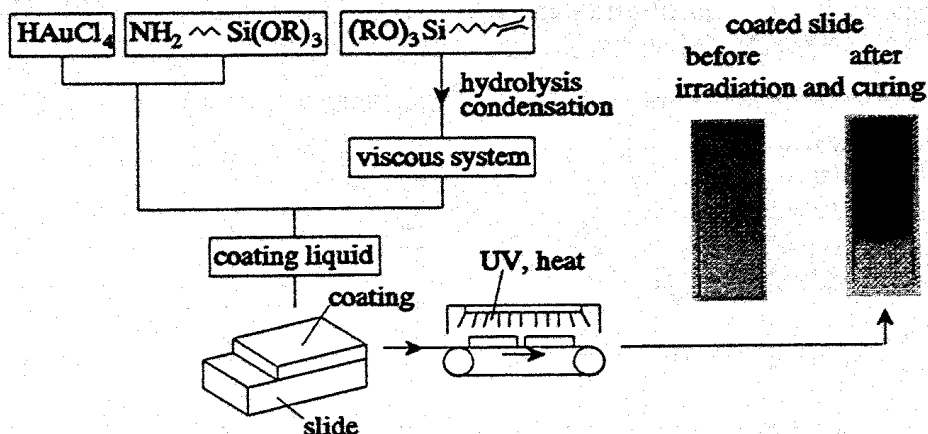 HAuCl4
NH2 Si(OR)3
(RO)3Si
hydrolysis
condensation
viscous system
coating liquid
coating
slide
UV, heat
coated slide
before after
irradiation and curing